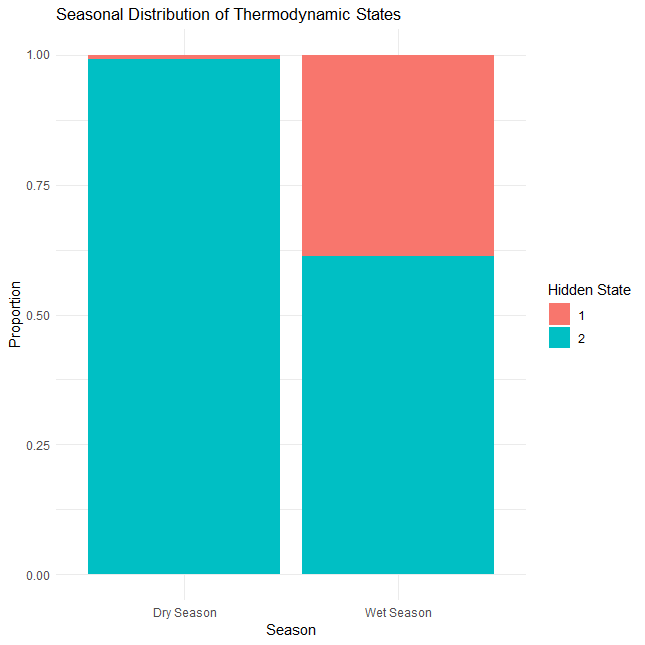 Seasonal Distribution of Thermodynamic States
1.00
0.75
0.50
0.25
0.00
Proportion
Dry Season
Wet Season
Season
Hidden State
1
2